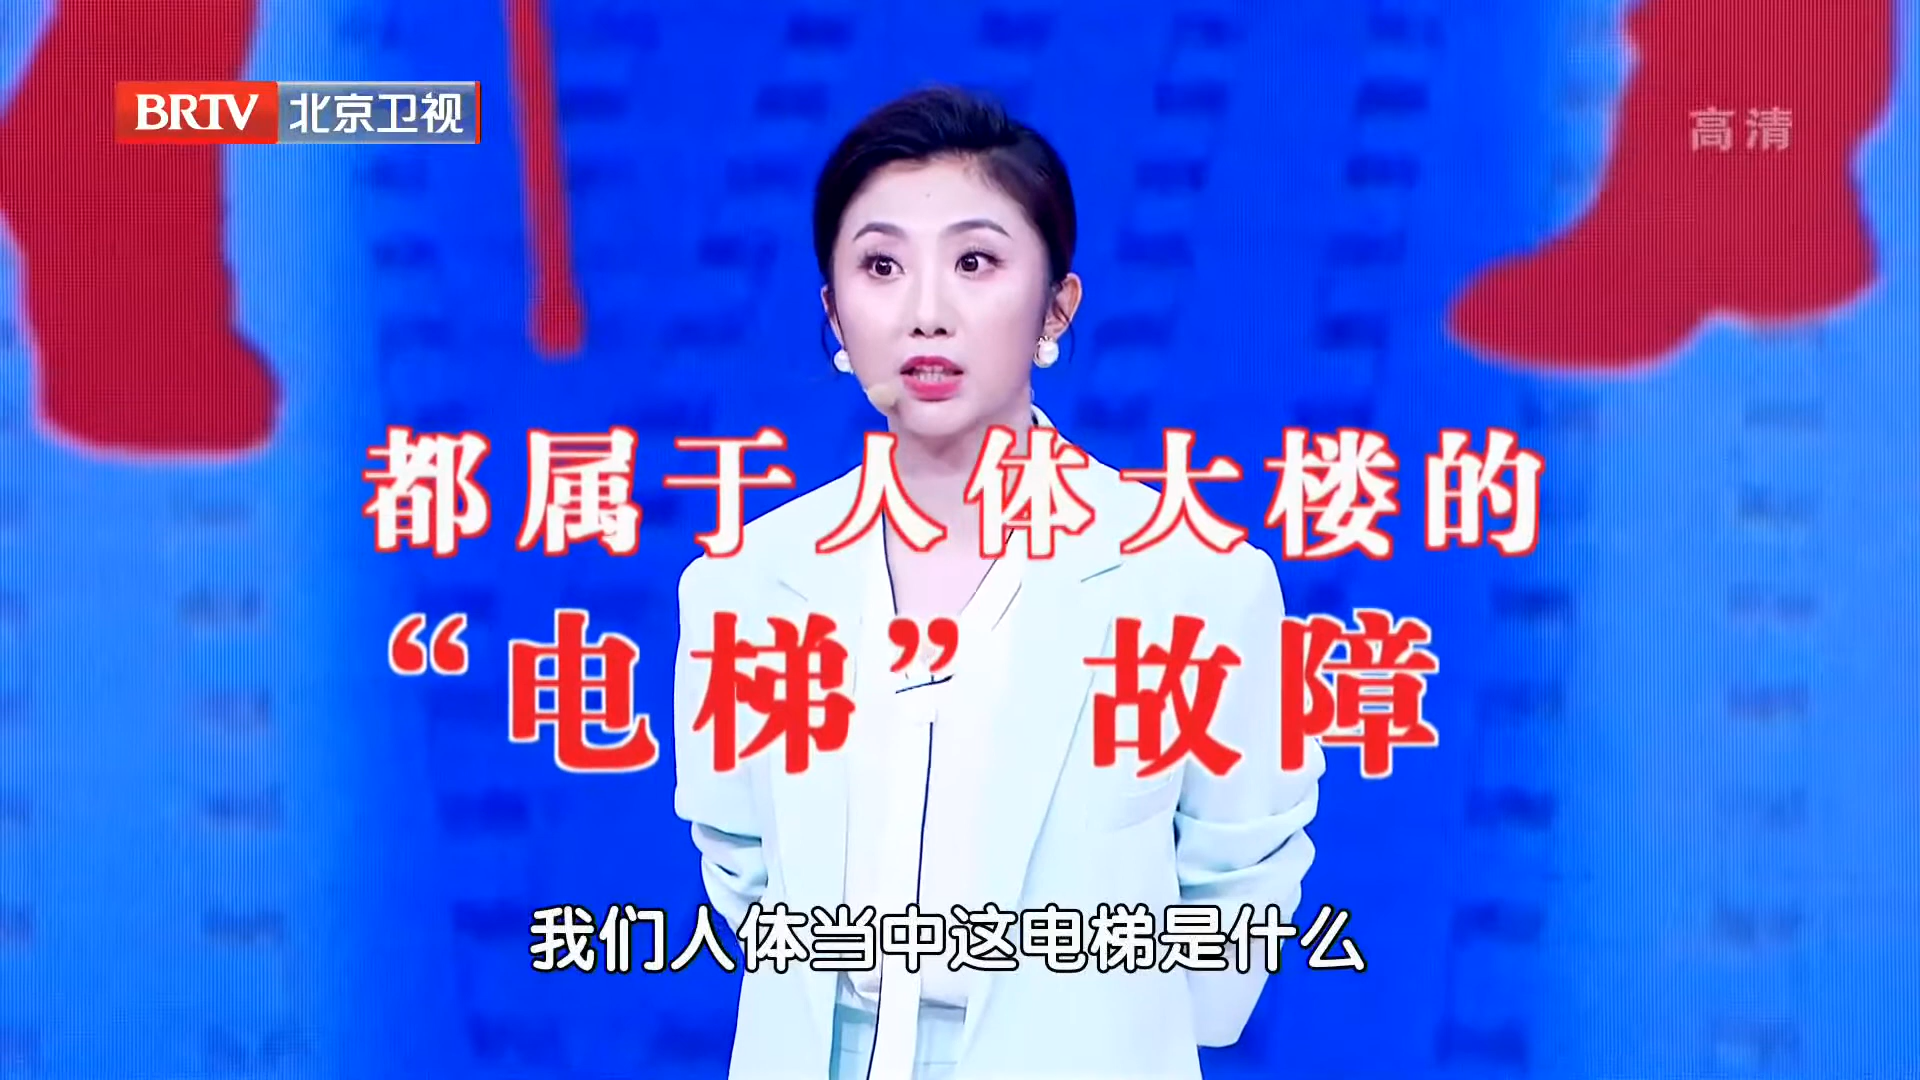 BRTV 北京卫视
高清
都属于人体大楼的
“电梯”故障
我们人体当中这电梯是什么